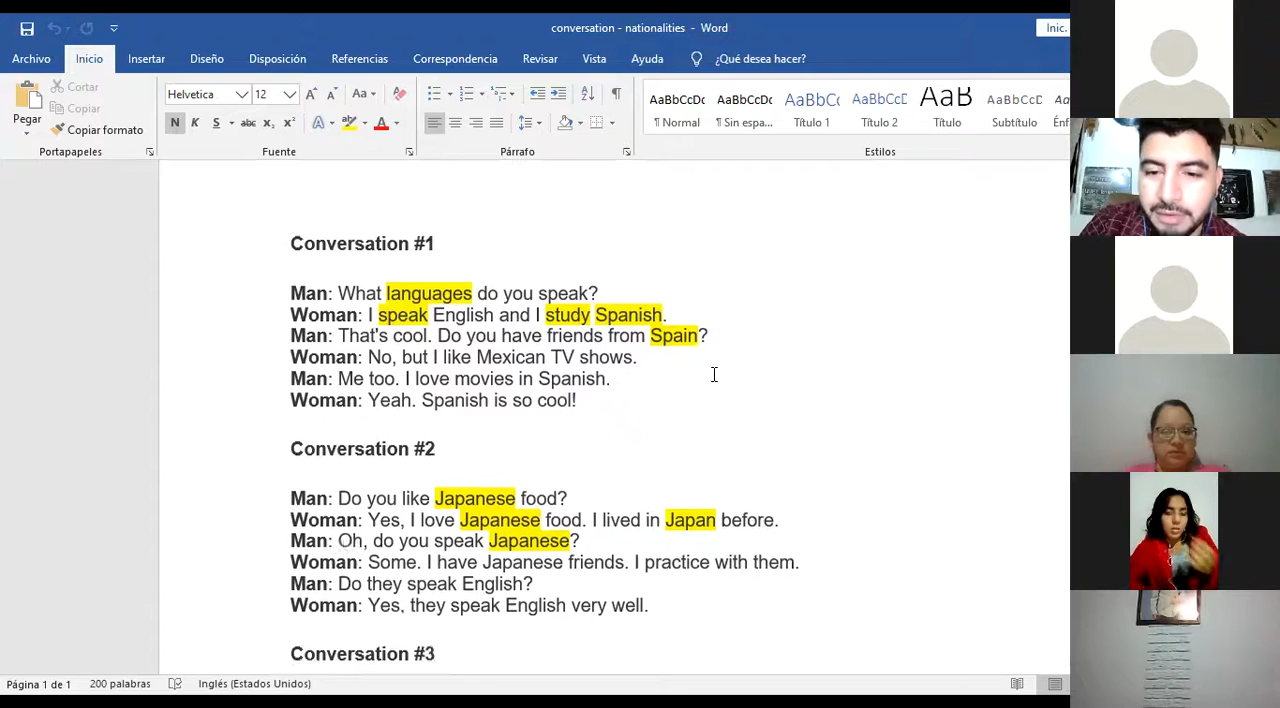 conversation - nationalities - Word
Inic.
Archivo Inicio Insertar Diseño Disposición Referencias Correspondencia Revisar Vista Ayuda ¿Qué desea hacer?
Pegar
Cortar
Copiar
Copiar formato
Portapapeles
Helvetica 12
N K S abc x₂ x²
Fuente
Párrafo
AaBbCcDc AaBbCcDc AaBbC AaBbCcD AaB AaBbCcD
¶ Normal ¶ Sin espa... Título 1 Título 2 Título Subtítulo
Estilos
Conversation #1
Man: What languages do you speak?
Woman: I speak English and I study Spanish.
Man: That's cool. Do you have friends from Spain?
Woman: No, but I like Mexican TV shows.
Man: Me too. I love movies in Spanish.
Woman: Yeah. Spanish is so cool!
Conversation #2
Man: Do you like Japanese food?
Woman: Yes, I love Japanese food. I lived in Japan before.
Man: Oh, do you speak Japanese?
Woman: Some. I have Japanese friends. I practice with them.
Man: Do they speak English?
Woman: Yes, they speak English very well.
Conversation #3
Página 1 de 1 200 palabras Inglés (Estados Unidos)